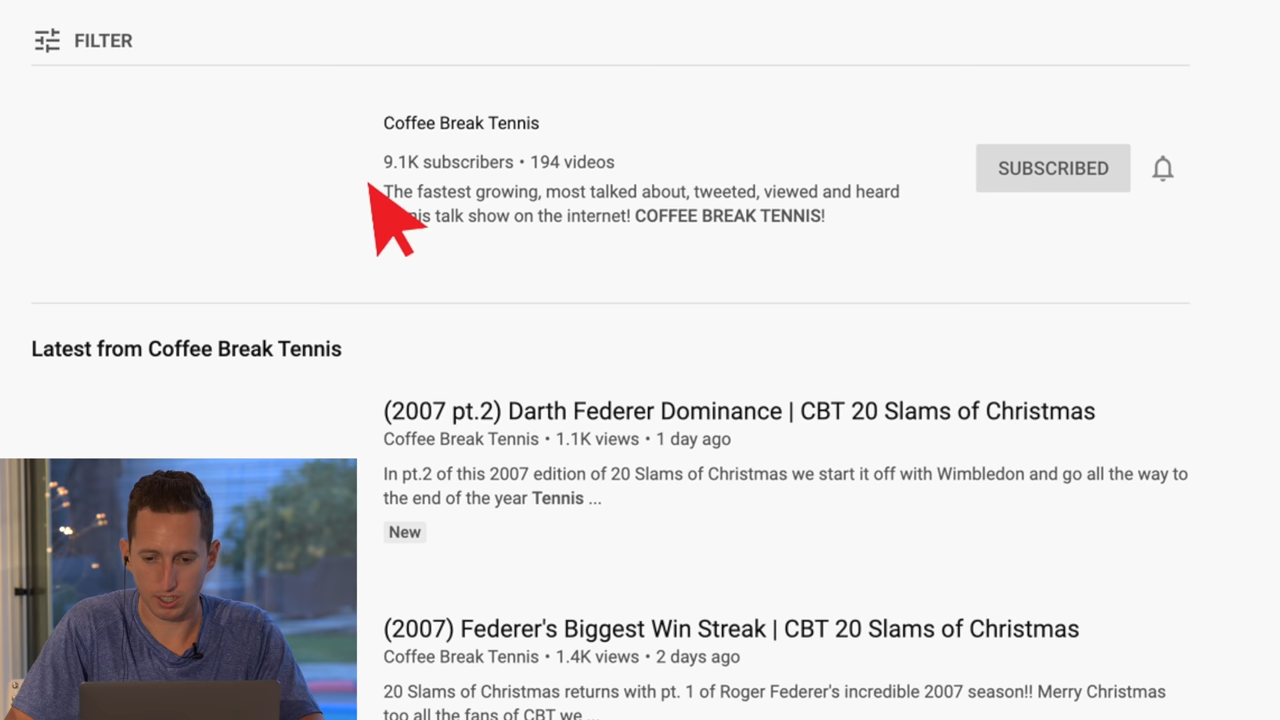 FILTER
Coffee Break Tennis
9.1K subscribers • 194 videos
SUBSCRIBED
The fastest growing, most talked about, tweeted, viewed and heard
talk show on the internet! COFFEE BREAK TENNIS!
Latest from Coffee Break Tennis
(2007 pt.2) Darth Federer Dominance | CBT 20 Slams of Christmas
Coffee Break Tennis • 1.1K views • 1 day ago
In pt.2 of this 2007 edition of 20 Slams of Christmas we start it off with Wimbledon and go all the way to
the end of the year Tennis ...
New
(2007) Federer's Biggest Win Streak | CBT 20 Slams of Christmas
Coffee Break Tennis • 1.4K views • 2 days ago
20 Slams of Christmas returns with pt. 1 of Roger Federer's incredible 2007 season!! Merry Christmas
too all the fans of CBT we ...